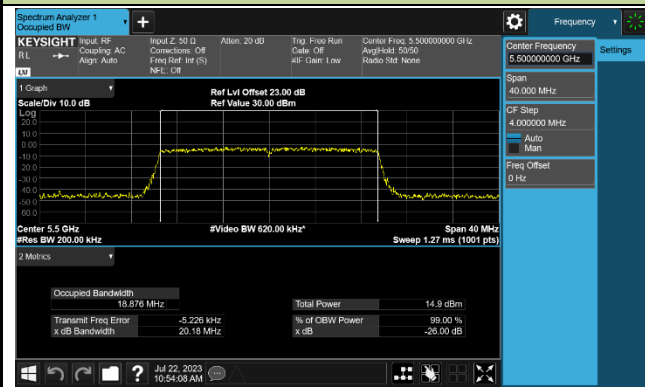 Spectrum Analyzer 1
Occupied BW
Frequency
KEYSIGHT
Input: RF
Coupling: AC
Align: Auto
Input Z: 50 Ω
Corrections: Off
Freq Ref: Int (S)
NFE: Off
Atten: 20 dB
Trig: Free Run
Gate: Off
#IF Gain: Low
Center Freq: 5.500000000 GHz
Avg|Hold: 50/50
Radio Std: None
RL
LXI
Center Frequency
5.500000000 GHz
Settings
Span
40.000 MHz
CF Step
4.000000 MHz
Auto
Man
Freq Offset
0 Hz
1 Graph
Scale/Div 10.0 dB
Ref Lvl Offset 23.00 dB
Ref Value 30.00 dBm
Log
20.0
10.0
0.00
-10.0
-20.0
-30.0
-40.0
-50.0
-60.0
Center 5.5 GHz
#Video BW 620.00 kHz*
Span 40 MHz
#Res BW 200.00 kHz
Sweep 1.27 ms (1001 pts)
2 Metrics
Occupied Bandwidth
18.876 MHz
Total Power
14.9 dBm
Transmit Freq Error
-5.226 kHz
% of OBW Power
99.00 %
x dB Bandwidth
20.18 MHz
x dB
-26.00 dB
?
Jul 22, 2023
10:54:08 AM